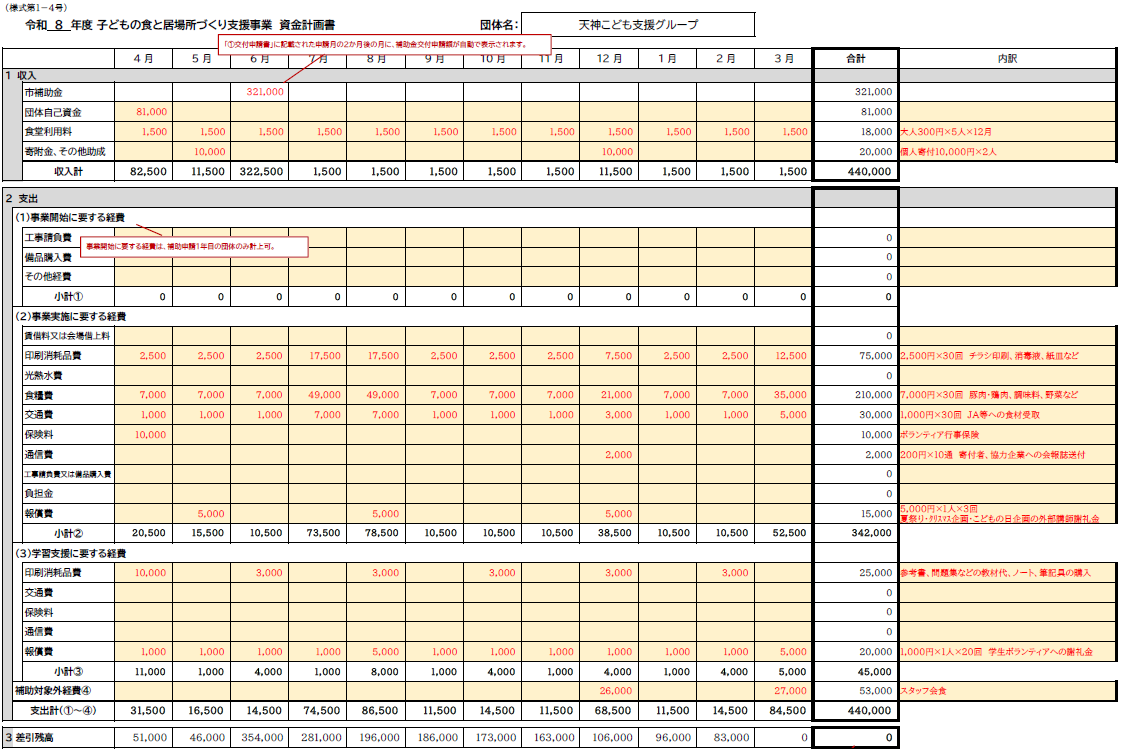 (様式第1-4号)
令和 8 年度 子どもの食と居場所づくり支援事業 資金計画書 団体名: 天神こども支援グループ
「①交付申請書」に記載された申請月の2か月後の月に、補助金交付申請額が自動で表示されます。
4月 5月 6月 7月 8月 9月 10月 11月 12月 1月 2月 3月 合計 内訳
1 収入
市補助金 321,000 321,000
団体自己資金 81,000 81,000
食堂利用料 1,500 1,500 1,500 1,500 1,500 1,500 1,500 1,500 1,500 1,500 1,500 1,500 18,000 大人300円×5人×12月
寄附金、その他助成 10,000 10,000 20,000 個人寄付10,000円×2人
収入計 82,500 11,500 322,500 1,500 1,500 1,500 1,500 1,500 11,500 1,500 1,500 1,500 440,000
2 支出
(1)事業開始に要する経費
工事請負費 0
事業開始に要する経費は、補助申請1年目の団体のみ計上可。
備品購入費 0
その他経費 0
小計① 0 0 0 0 0 0 0 0 0 0 0 0 0
(2)事業実施に要する経費
賃借料又は会場借上料 0
印刷消耗品費 2,500 2,500 2,500 17,500 17,500 2,500 2,500 2,500 7,500 2,500 2,500 12,500 75,000 2,500円×30回 チラシ印刷、消毒液、紙皿など
光熱水費 0
食糧費 7,000 7,000 7,000 49,000 49,000 7,000 7,000 7,000 21,000 7,000 7,000 35,000 210,000 7,000円×30回 豚肉・鶏肉、調味料、野菜など
交通費 1,000 1,000 1,000 7,000 7,000 1,000 1,000 1,000 3,000 1,000 1,000 5,000 30,000 1,000円×30回 JA等への食材受取
保険料 10,000 10,000 ボランティア行事保険
通信費 2,000 2,000 200円×10通 寄付者、協力企業への会報誌送付
工事請負費又は備品購入費 0
負担金 0
報償費 5,000 5,000 5,000 15,000 5,000円×1人×3回
夏祭り・クリスマス企画・こどもの日企画の外部講師謝礼金
小計② 20,500 15,500 10,500 73,500 78,500 10,500 10,500 10,500 38,500 10,500 10,500 52,500 342,000
(3)学習支援に要する経費
印刷消耗品費 10,000 3,000 3,000 3,000 3,000 3,000 25,000 参考書、問題集などの教材代、ノート、筆記具の購入
交通費 0
保険料 0
通信費 0
報償費 1,000 1,000 1,000 1,000 5,000 1,000 1,000 1,000 1,000 1,000 1,000 5,000 20,000 1,000円×1人×20回 学生ボランティアへの謝礼金
小計③ 11,000 1,000 4,000 1,000 8,000 1,000 4,000 1,000 4,000 1,000 4,000 5,000 45,000
補助対象外経費④ 26,000 27,000 53,000 スタッフ会食
支出計(①~④) 31,500 16,500 14,500 74,500 86,500 11,500 14,500 11,500 68,500 11,500 14,500 84,500 440,000
3 差引残高 51,000 46,000 354,000 281,000 196,000 186,000 173,000 163,000 106,000 96,000 83,000 0 0